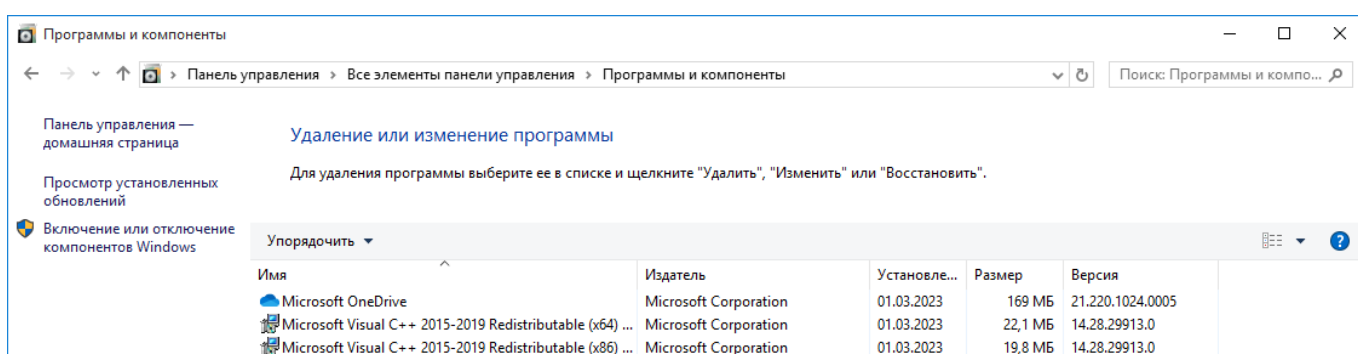 Программы и компоненты
Панель управления > Все элементы панели управления > Программы и компоненты
Поиск: Программы и компо...
Панель управления —
домашняя страница
Просмотр установленных
обновлений
Включение или отключение
компонентов Windows
Удаление или изменение программы
Для удаления программы выберите ее в списке и щелкните "Удалить", "Изменить" или "Восстановить".
Упорядочить
Имя Издатель Установле... Размер Версия
Microsoft OneDrive Microsoft Corporation 01.03.2023 169 МБ 21.220.1024.0005
Microsoft Visual C++ 2015-2019 Redistributable (x64) ... Microsoft Corporation 01.03.2023 22,1 МБ 14.28.29913.0
Microsoft Visual C++ 2015-2019 Redistributable (x86) ... Microsoft Corporation 01.03.2023 19,8 МБ 14.28.29913.0